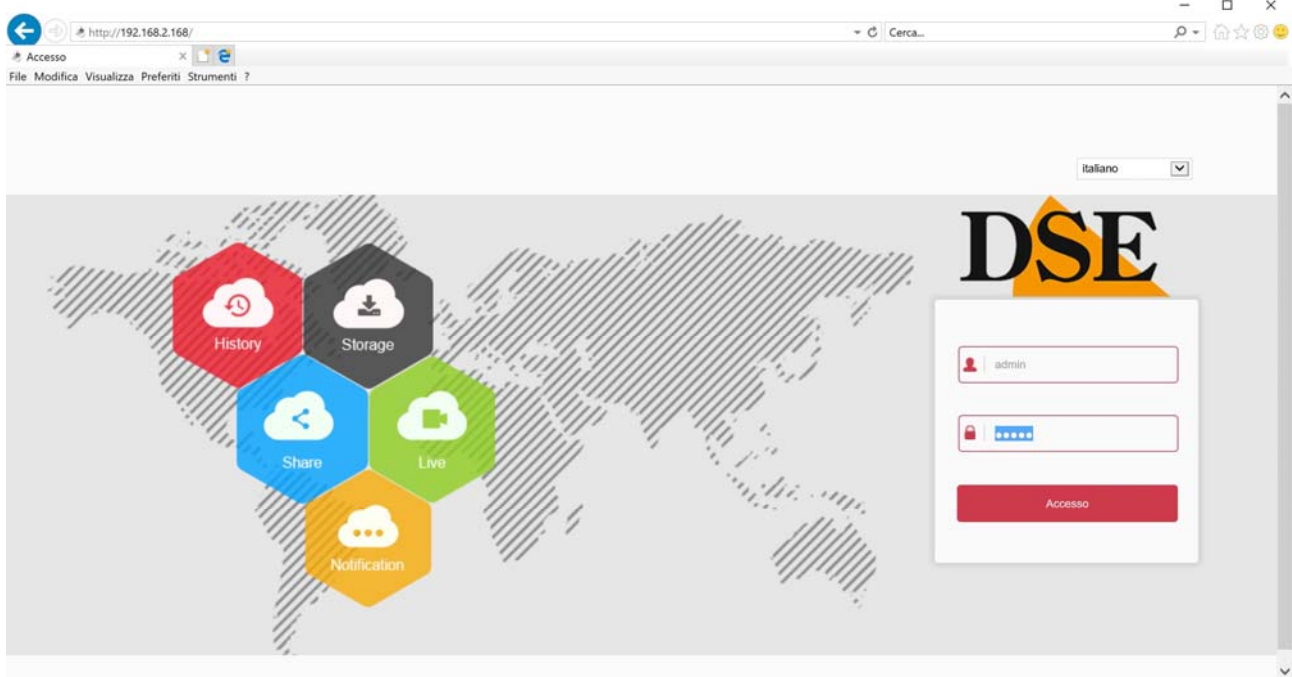 http://192.168.2.168/
Cerca...
Accesso
File Modifica Visualizza Preferiti Strumenti ?
italiano
DSE
History
Storage
admin
Share
Live
Accesso
Notification